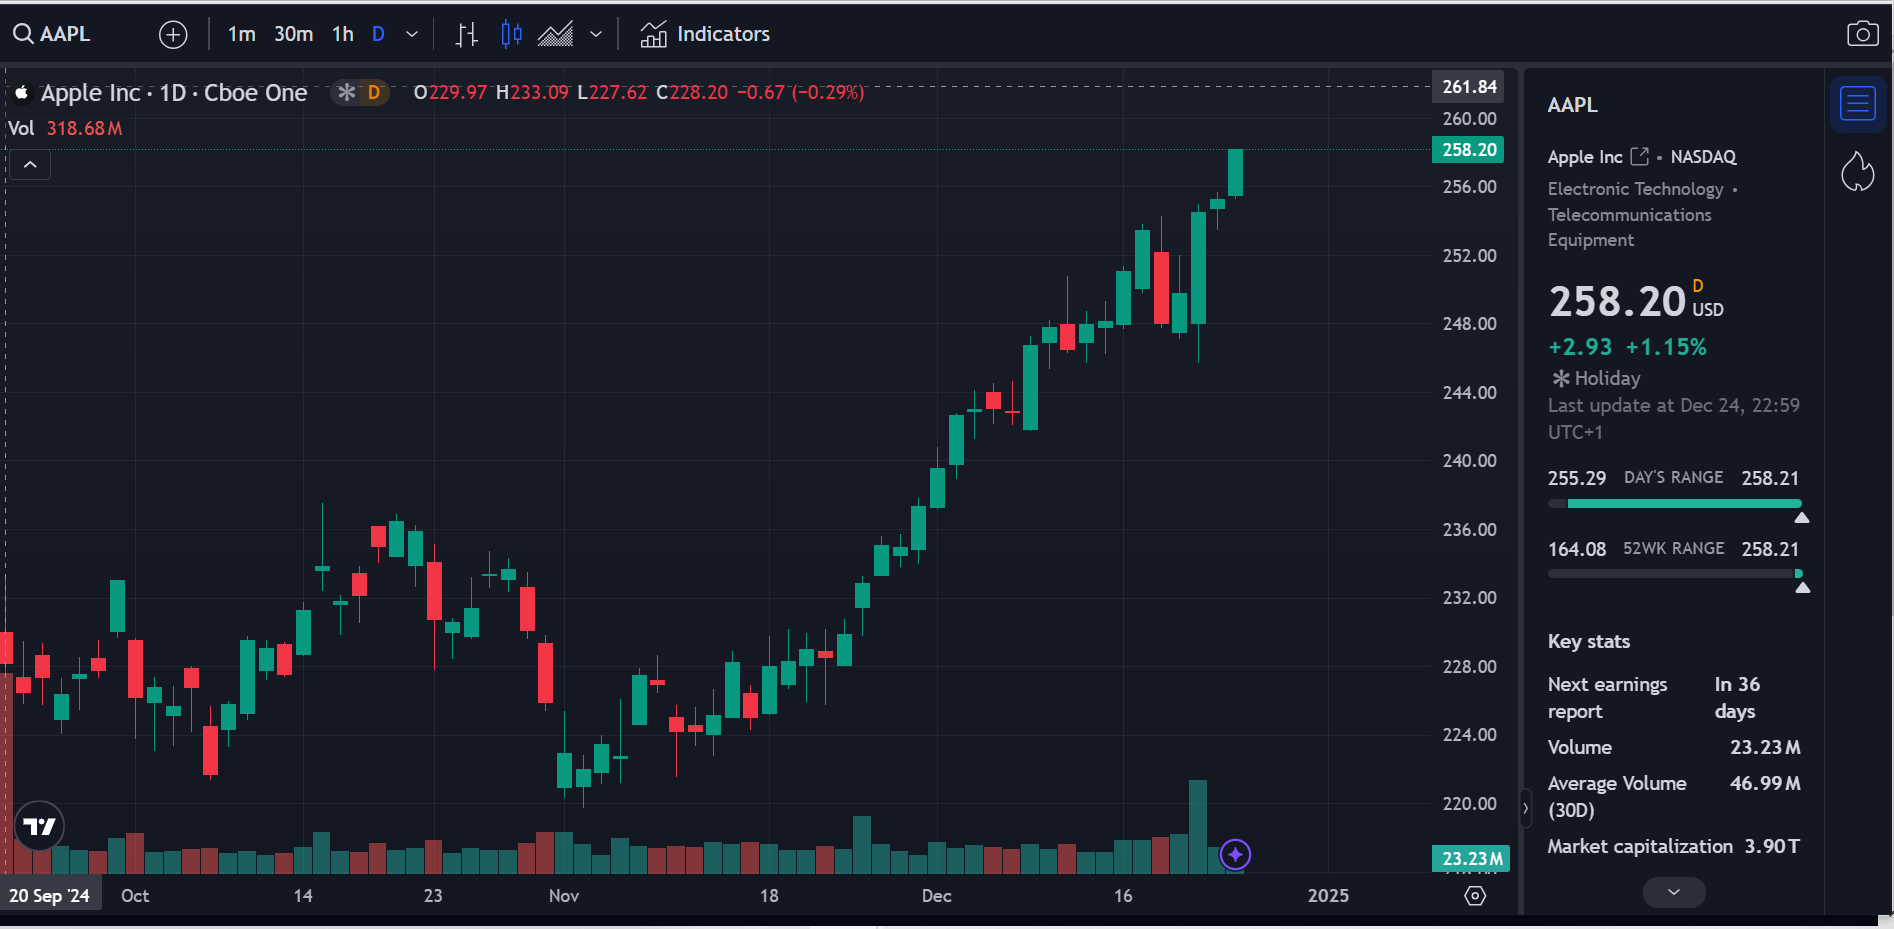 AAPL
1m 30m 1h D
Indicators
Apple Inc · 1D · Cboe One D O229.97 H233.09 L227.62 C228.20 −0.67 (−0.29%)
Vol 318.68M
261.84
260.00
258.20
256.00
252.00
248.00
244.00
240.00
236.00
232.00
228.00
224.00
220.00
23.23M
20 Sep '24 Oct 14 23 Nov 18 Dec 16 2025
AAPL
Apple Inc • NASDAQ
Electronic Technology •
Telecommunications
Equipment
258.20 D USD
+2.93 +1.15%
Holiday
Last update at Dec 24, 22:59
UTC+1
255.29 DAY'S RANGE 258.21
164.08 52WK RANGE 258.21
Key stats
Next earnings report In 36 days
Volume 23.23M
Average Volume (30D) 46.99M
Market capitalization 3.90T